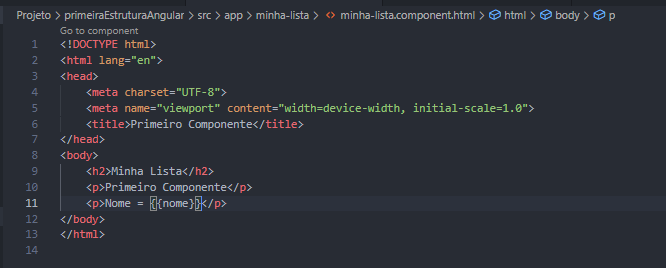 Projeto > primeiraEstruturaAngular > src > app > minha-lista > <> minha-lista.component.html > html > body > p
Go to component
1 <!DOCTYPE html>
2 <html lang="en">
3 <head>
4 <meta charset="UTF-8">
5 <meta name="viewport" content="width=device-width, initial-scale=1.0">
6 <title>Primeiro Componente</title>
7 </head>
8 <body>
9 <h2>Minha Lista</h2>
10 <p>Primeiro Componente</p>
11 <p>Nome = {{nome}}</p>
12 </body>
13 </html>
14